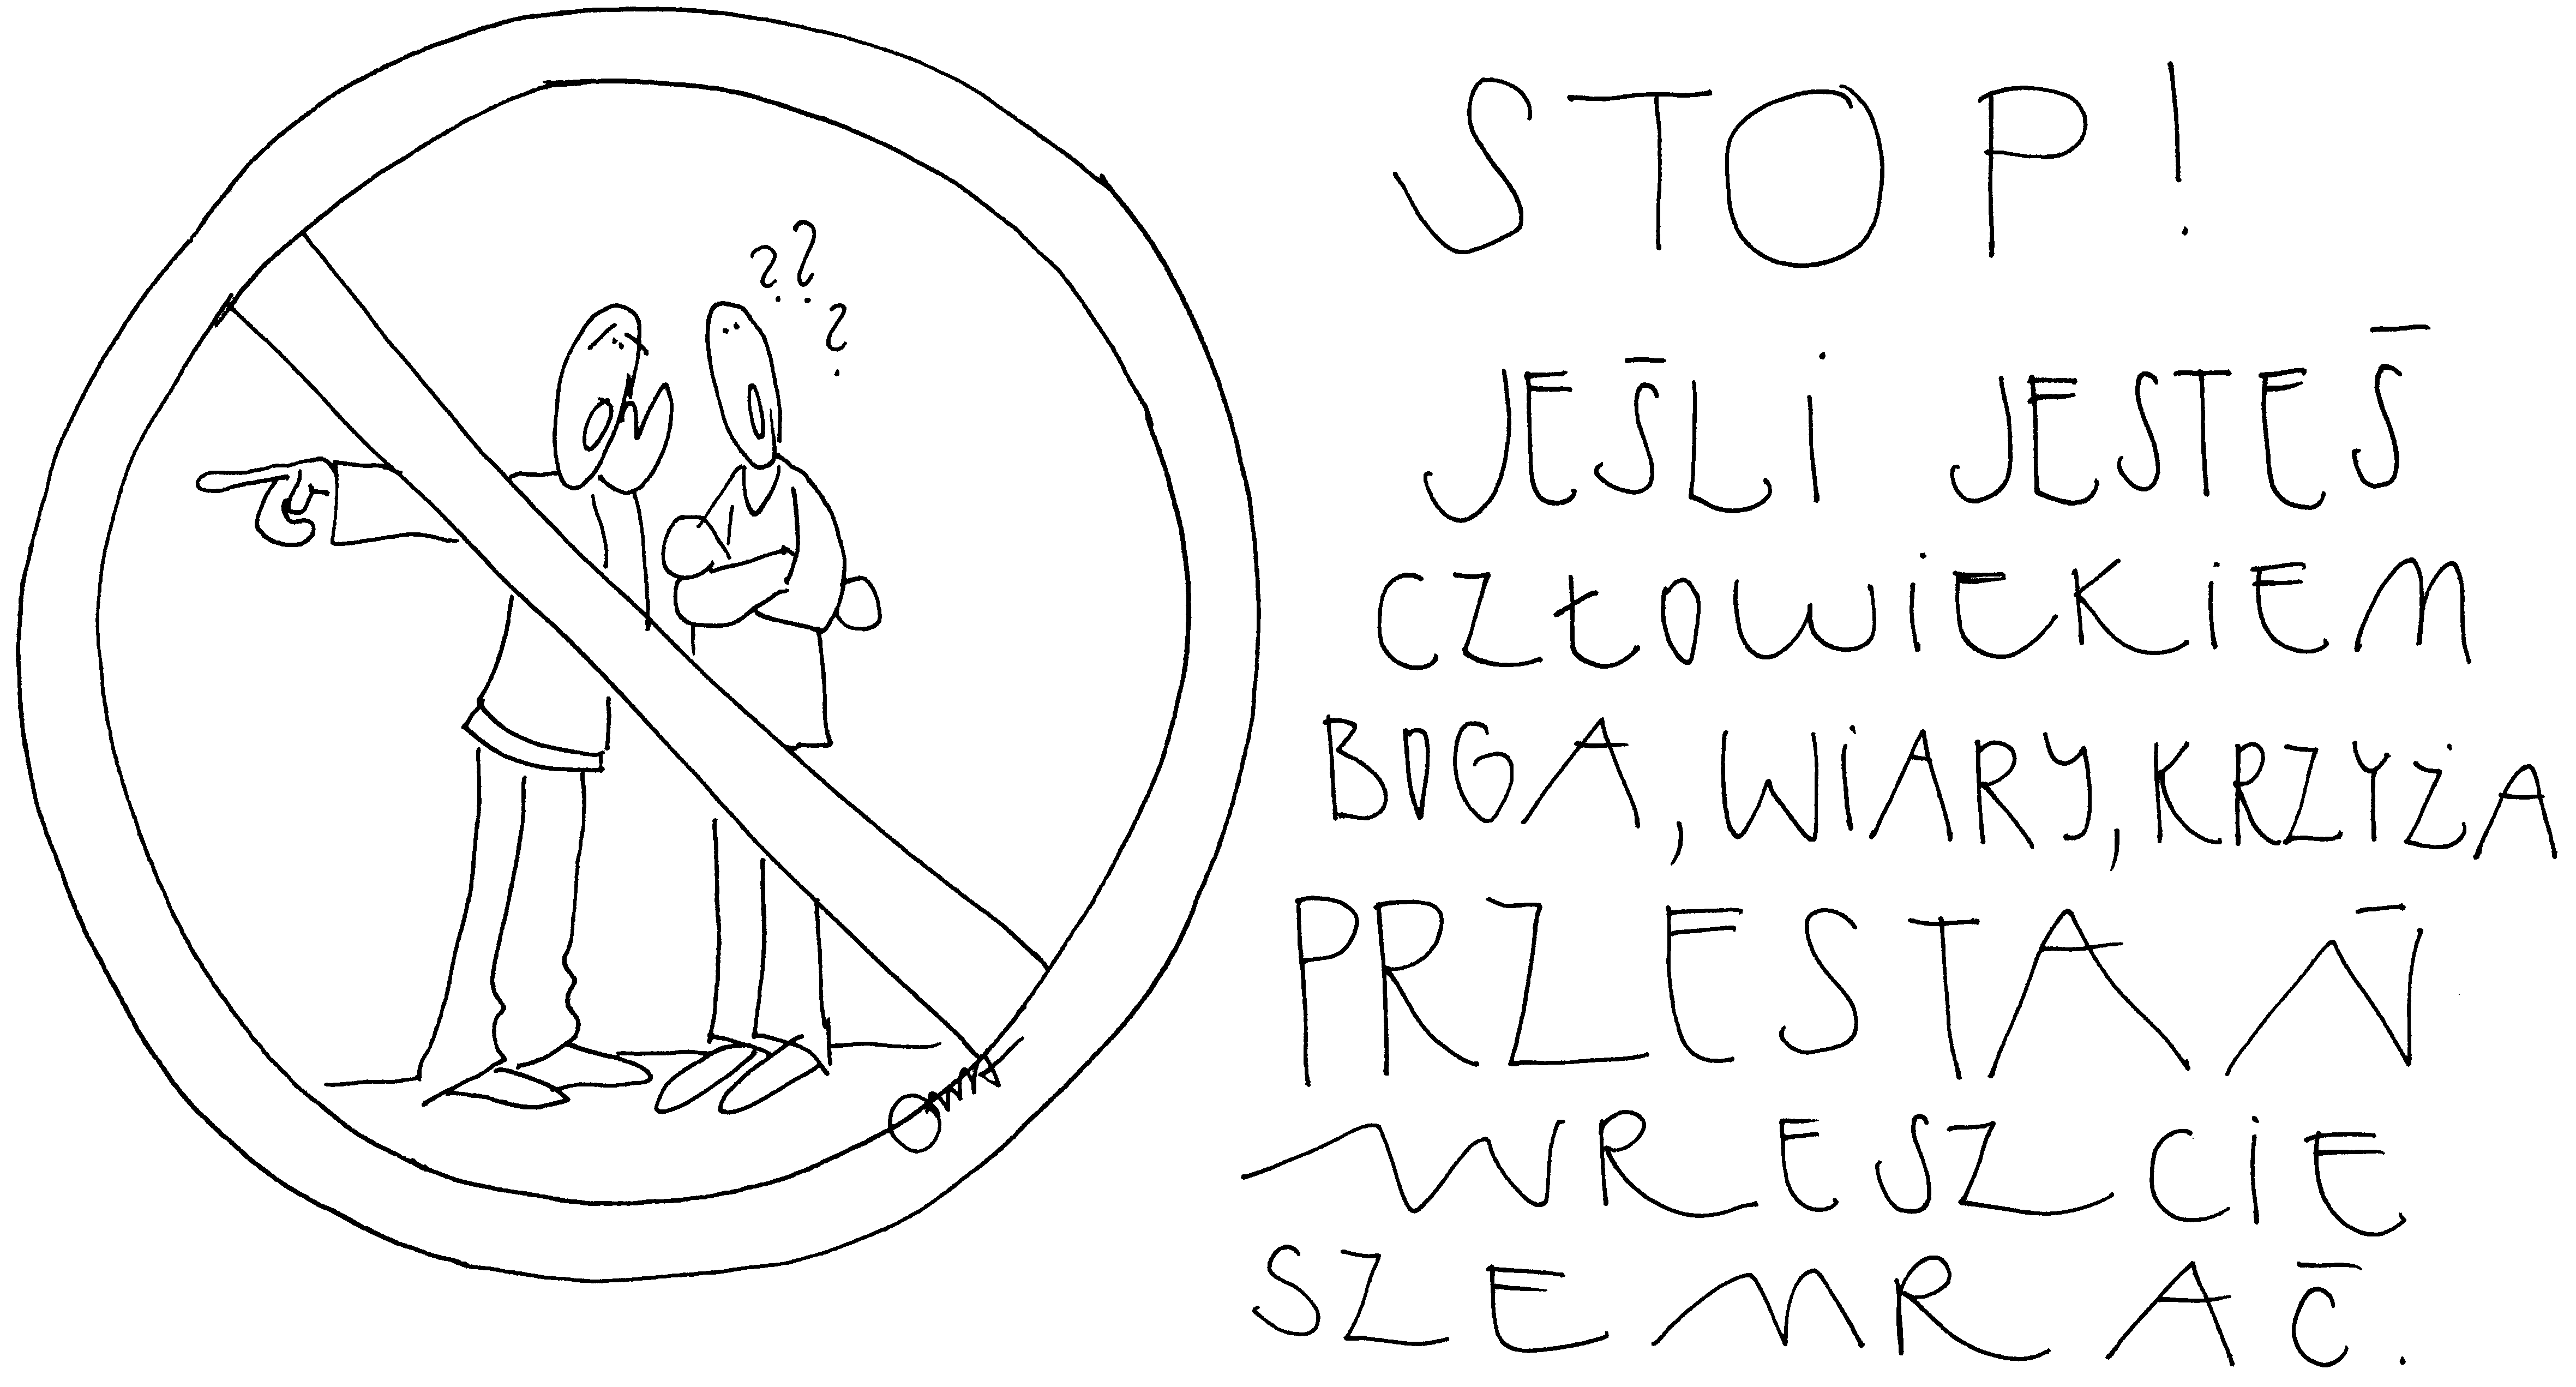 ? ?
?
STOP!
JEŚLI JESTEŚ
CZŁOWIEKIEM
BOGA, WIARY, KRZYŻA
PRZESTAŃ
WRESZCIE
SZEMRAĆ.